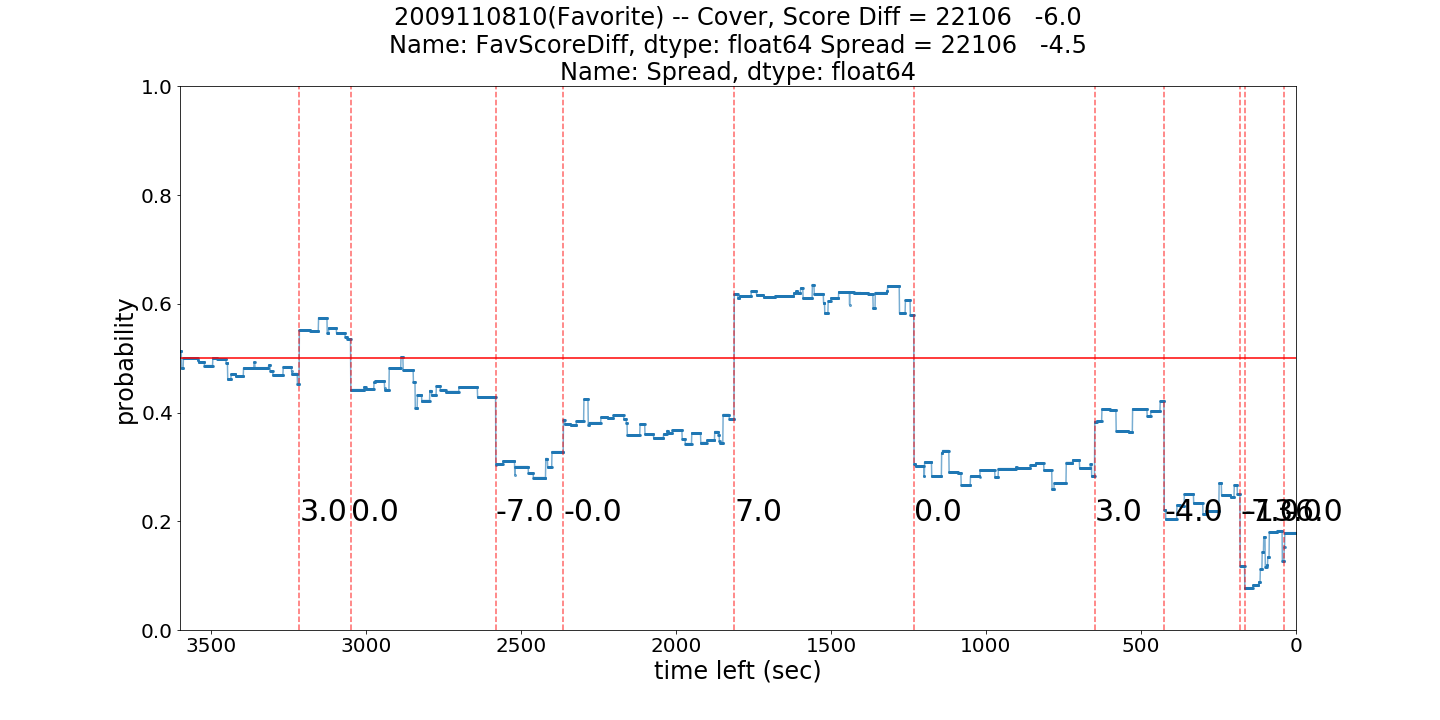 2009110810(Favorite) -- Cover, Score Diff = 22106 -6.0
Name: FavScoreDiff, dtype: float64 Spread = 22106 -4.5
Name: Spread, dtype: float64
1.0
0.8
0.6
0.4
0.2
0.0
probability
3.0 0.0 -7.0 -0.0 7.0 0.0 3.0 -4.0
3500 3000 2500 2000 1500 1000 500 0
time left (sec)